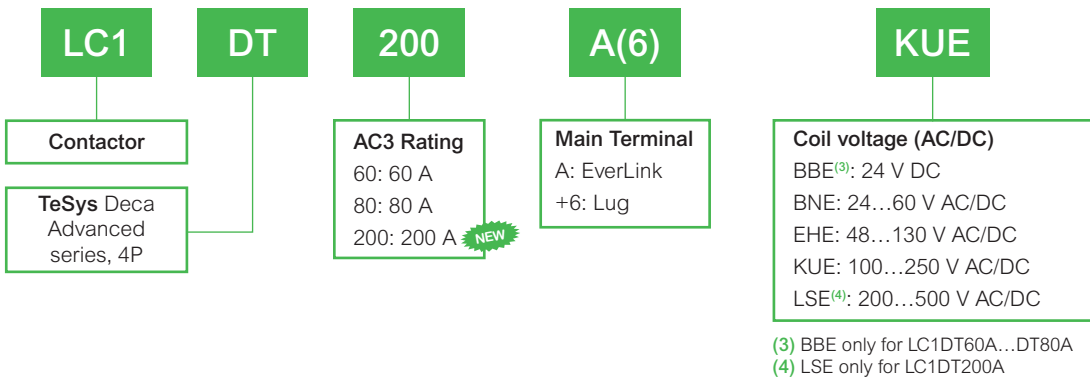 LC1
DT
200
A(6)
KUE
Contactor
TeSys Deca
Advanced
series, 4P
AC3 Rating
60: 60 A
80: 80 A
200: 200 A NEW
Main Terminal
A: EverLink
+6: Lug
Coil voltage (AC/DC)
BBE(3): 24 V DC
BNE: 24...60 V AC/DC
EHE: 48...130 V AC/DC
KUE: 100...250 V AC/DC
LSE(4): 200...500 V AC/DC
(3) BBE only for LC1DT60A...DT80A
(4) LSE only for LC1DT200A